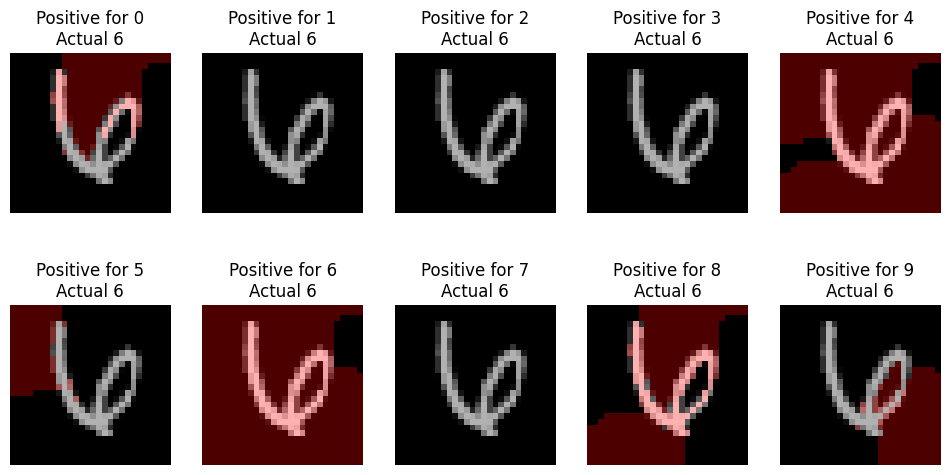 Positive for 0 Positive for 1 Positive for 2 Positive for 3 Positive for 4
Actual 6 Actual 6 Actual 6 Actual 6 Actual 6
Positive for 5 Positive for 6 Positive for 7 Positive for 8 Positive for 9
Actual 6 Actual 6 Actual 6 Actual 6 Actual 6